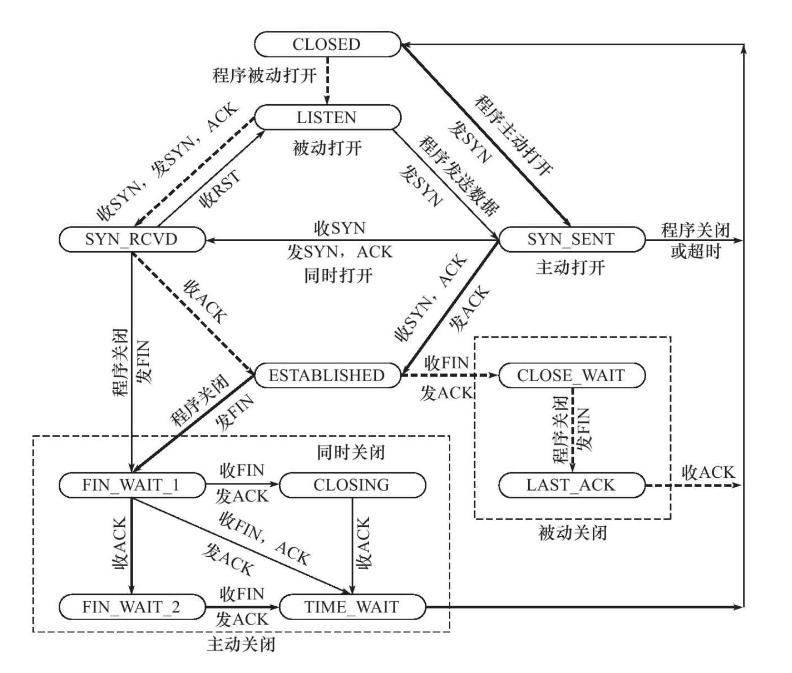 CLOSED
程序被动打开
LISTEN
被动打开
收SYN，发SYN，ACK
收RST
程序发送数据
发SYN
程序主动打开
发SYN
SYN_RCVD
收SYN
发SYN，ACK
同时打开
SYN_SENT
主动打开
程序关闭
或超时
收ACK
收SYN，ACK
发ACK
程序关闭
发FIN
ESTABLISHED
收FIN
发ACK
CLOSE_WAIT
程序关闭
发FIN
程序关闭
发FIN
LAST_ACK
收ACK
被动关闭
同时关闭
FIN_WAIT_1
收FIN
发ACK
CLOSING
收ACK
收FIN，ACK
发ACK
收ACK
FIN_WAIT_2
收FIN
发ACK
TIME_WAIT
主动关闭